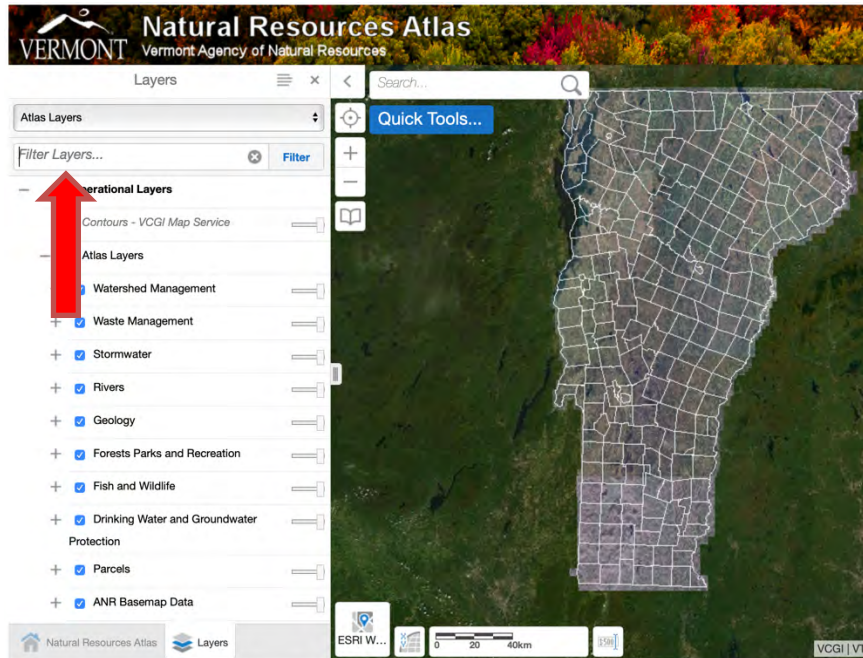 VERMONT
Natural Resources Atlas
Vermont Agency of Natural Resources
Layers
Atlas Layers
Filter Layers...
Filter
Layers
Contours - VCGI Map Service
Atlas Layers
Watershed Management
Waste Management
Stormwater
Rivers
Geology
Forests Parks and Recreation
Fish and Wildlife
Drinking Water and Groundwater
Protection
Parcels
ANR Basemap Data
Natural Resources Atlas
Layers
Search...
Quick Tools...
ESRI W...
0 20 40km
VCGI | V